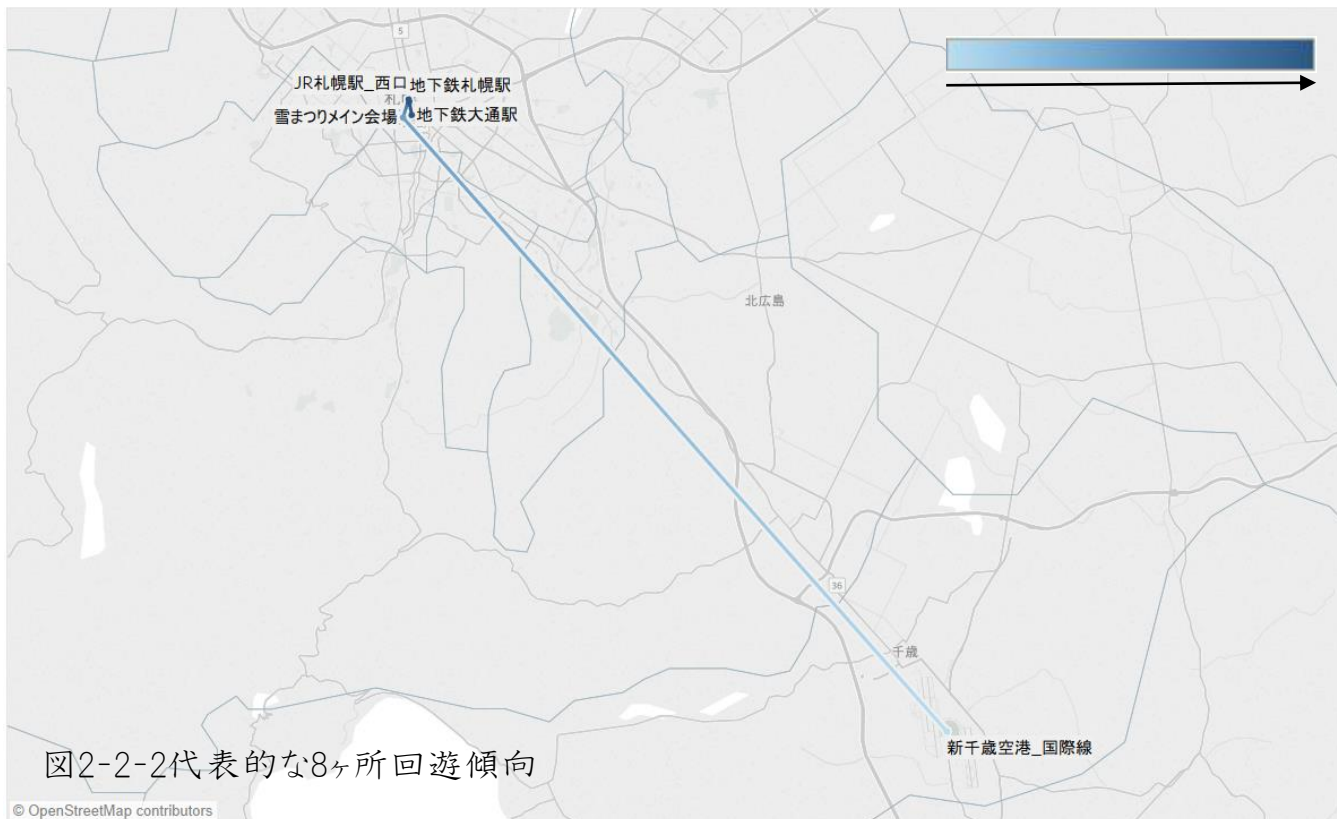 5
JR札幌駅_西口 地下鉄札幌駅
札
雪まつりメイン会場 地下鉄大通駅
北広島
36
千歳
新千歳空港_国際線
図2-2-2代表的な8ヶ所回遊傾向
© OpenStreetMap contributors